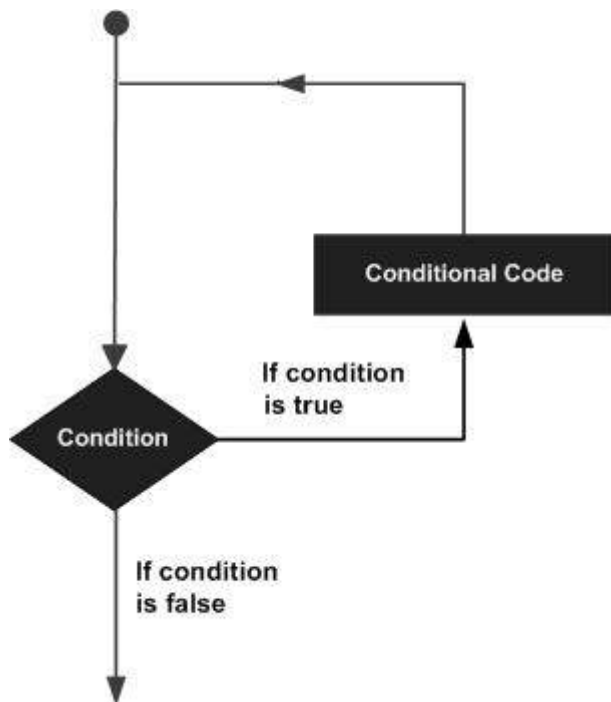 Conditional Code
If condition
is true
Condition
If condition
is false